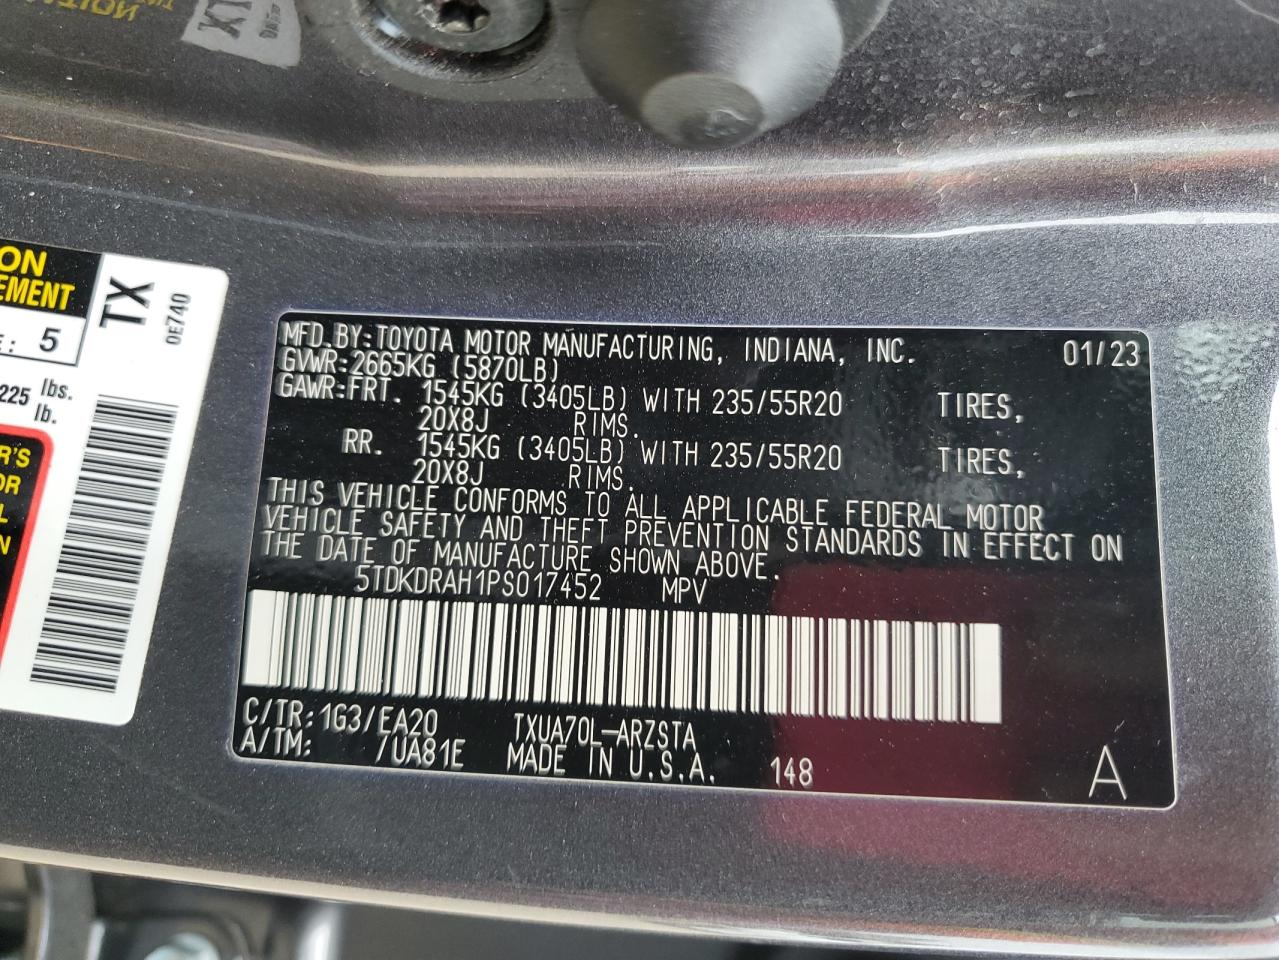 MFD.BY:TOYOTA MOTOR MANUFACTURING, INDIANA, INC. 01/23
GVWR:2665KG (5870LB)
GAWR:FRT. 1545KG (3405LB) WITH 235/55R20 TIRES,
20X8J RIMS.
RR. 1545KG (3405LB) WITH 235/55R20 TIRES,
20X8J RIMS.
THIS VEHICLE CONFORMS TO ALL APPLICABLE FEDERAL MOTOR
VEHICLE SAFETY AND THEFT PREVENTION STANDARDS IN EFFECT ON
THE DATE OF MANUFACTURE SHOWN ABOVE.
5TDKDRAH1PS017452 MPV
C/TR:1G3/EA20 TXUA70L-ARZSTA
A/TM: /UA81E MADE IN U.S.A. 148 A
ON
EMENT
E: 5
225 lbs.
lb.
R'S
OR
L
N
TX
0E740